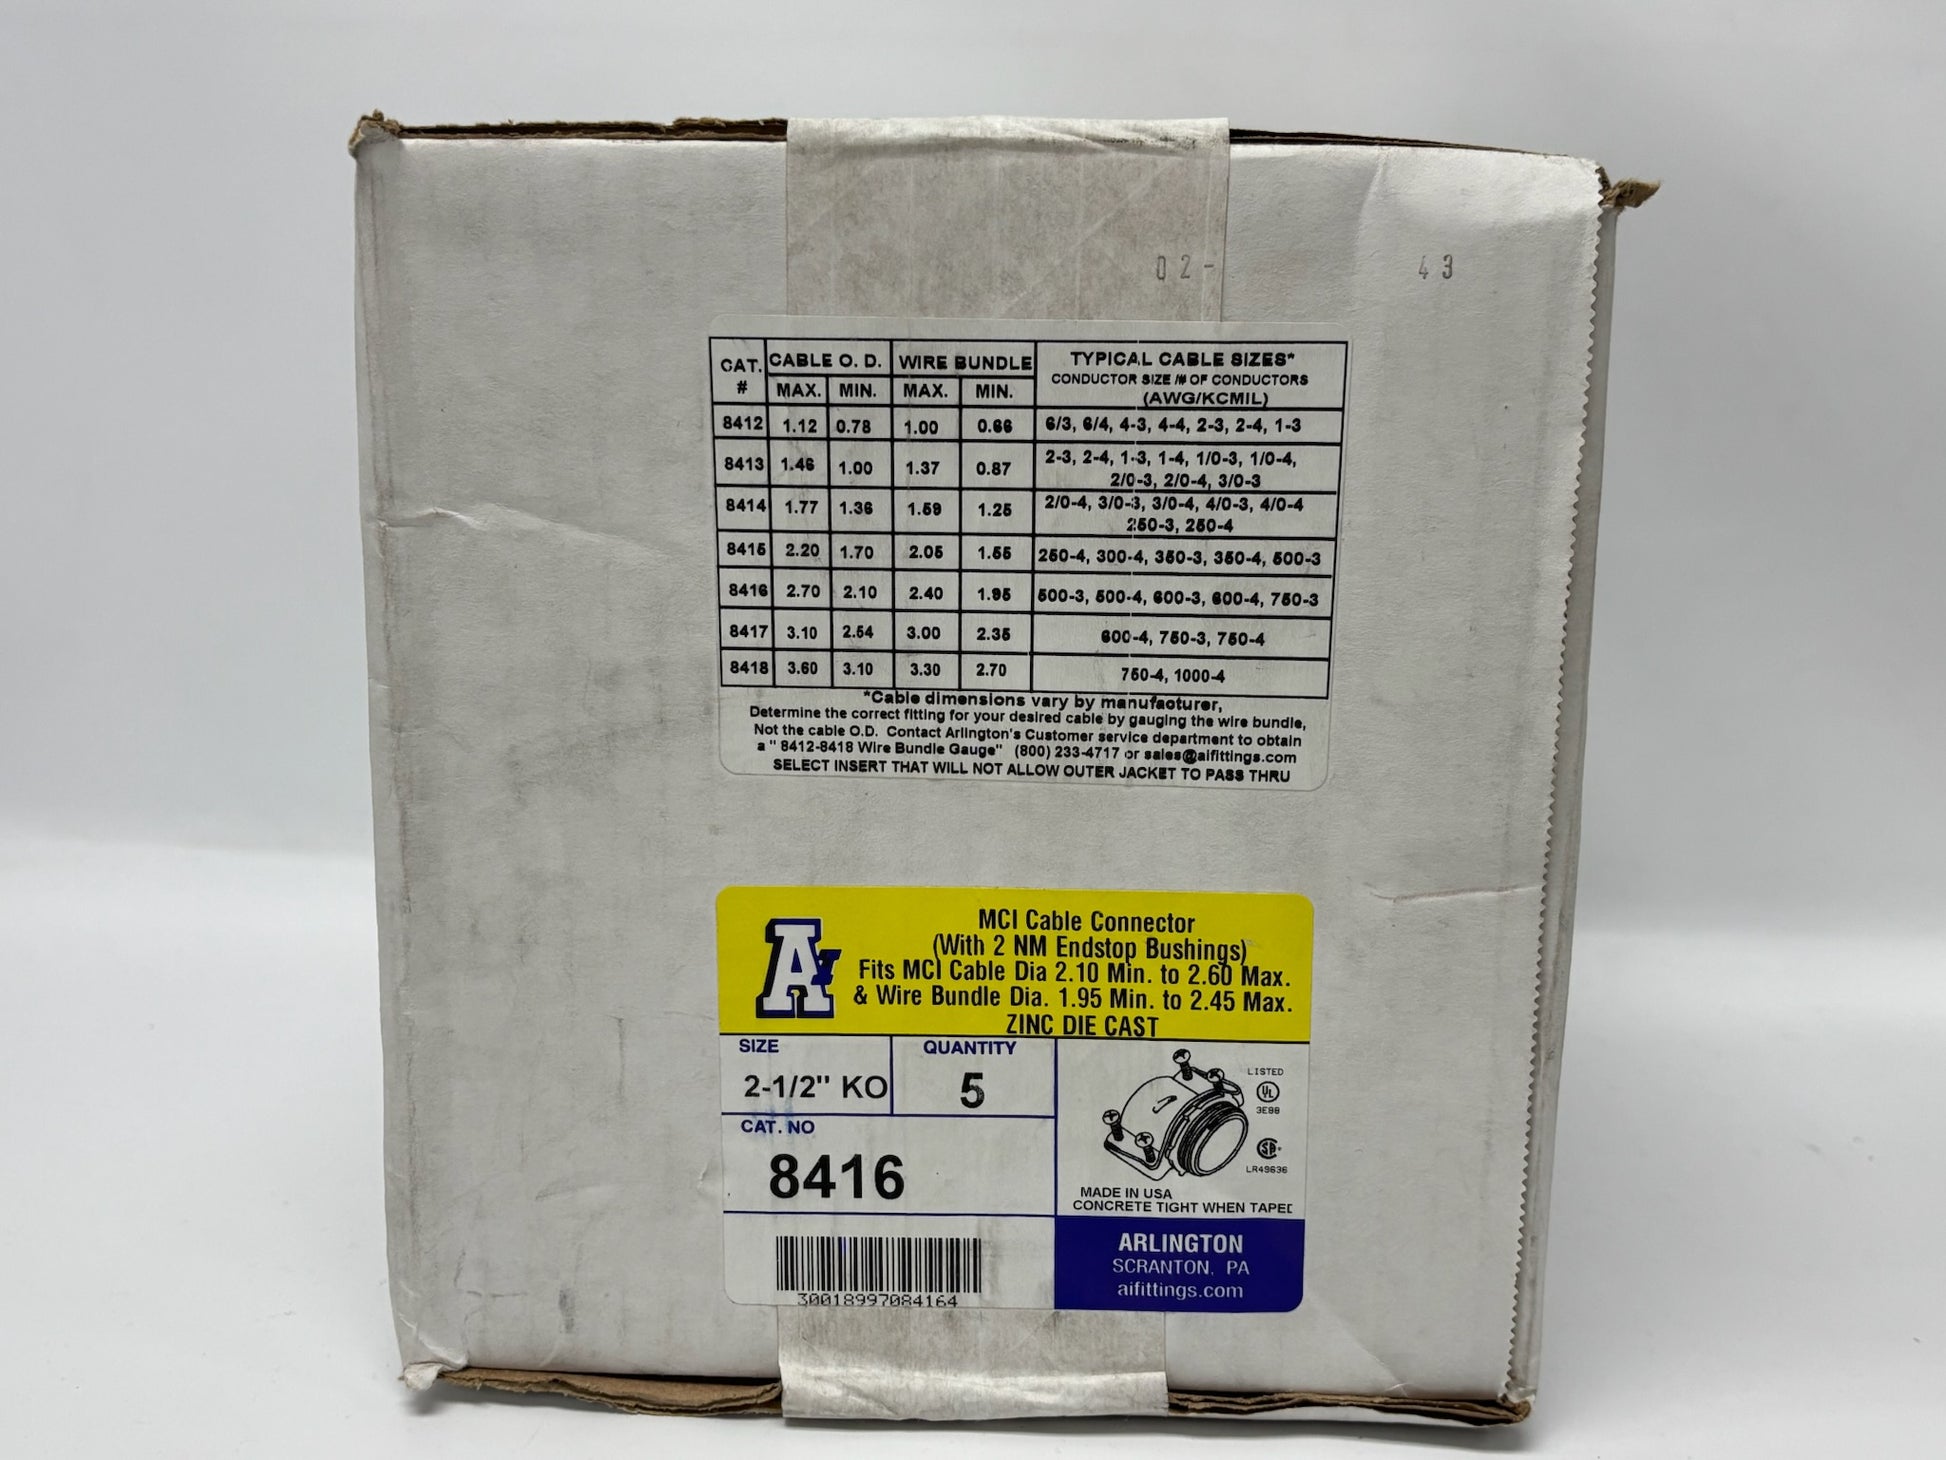 02- 43
CAT. # CABLE O. D. WIRE BUNDLE TYPICAL CABLE SIZES*
MAX. MIN. MAX. MIN. CONDUCTOR SIZE /# OF CONDUCTORS
(AWG/KCMIL)
8412 1.12 0.78 1.00 0.66 6/3, 6/4, 4-3, 4-4, 2-3, 2-4, 1-3
8413 1.46 1.00 1.37 0.87 2-3, 2-4, 1-3, 1-4, 1/0-3, 1/0-4,
2/0-3, 2/0-4, 3/0-3
8414 1.77 1.36 1.59 1.25 2/0-4, 3/0-3, 3/0-4, 4/0-3, 4/0-4
250-3, 250-4
8415 2.20 1.70 2.05 1.55 250-4, 300-4, 350-3, 350-4, 500-3
8416 2.70 2.10 2.40 1.95 500-3, 500-4, 600-3, 600-4, 750-3
8417 3.10 2.54 3.00 2.35 600-4, 750-3, 750-4
8418 3.60 3.10 3.30 2.70 750-4, 1000-4
*Cable dimensions vary by manufacturer,
Determine the correct fitting for your desired cable by gauging the wire bundle,
Not the cable O.D. Contact Arlington's Customer service department to obtain
a " 8412-8418 Wire Bundle Gauge" (800) 233-4717 or sales@aifittings.com
SELECT INSERT THAT WILL NOT ALLOW OUTER JACKET TO PASS THRU
AI
MCI Cable Connector
(With 2 NM Endstop Bushings)
Fits MCI Cable Dia 2.10 Min. to 2.60 Max.
& Wire Bundle Dia. 1.95 Min. to 2.45 Max.
ZINC DIE CAST
SIZE QUANTITY
2-1/2" KO 5
LISTED
UL
3E88
CAT. NO
8416
SP
LR49636
MADE IN USA
CONCRETE TIGHT WHEN TAPED
ARLINGTON
SCRANTON, PA
aifittings.com
30018997084164